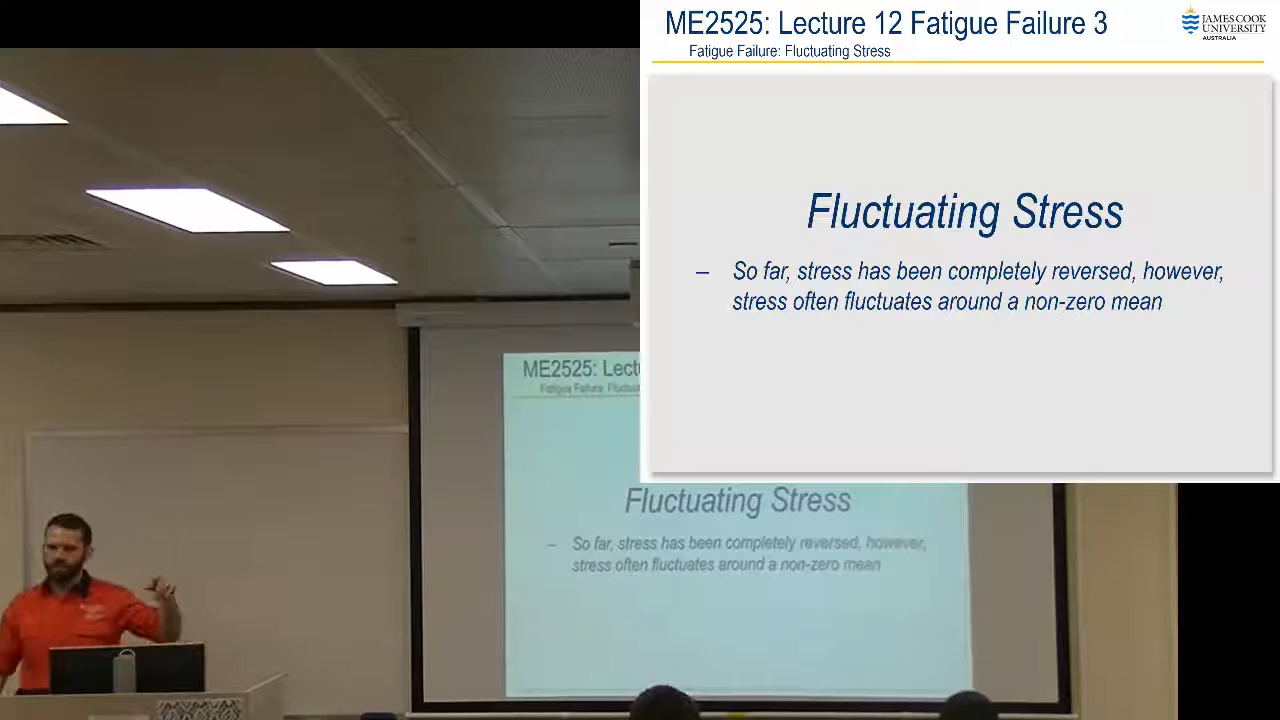 ME2525: Lecture 12 Fatigue Failure 3
Fatigue Failure: Fluctuating Stress
JAMES COOK
UNIVERSITY
AUSTRALIA
Fluctuating Stress
– So far, stress has been completely reversed, however,
stress often fluctuates around a non-zero mean
ME2525: Lect
Fatigue Failure: Fluctuat
Fluctuating Stress
– So far, stress has been completely reversed, however,
stress often fluctuates around a non-zero mean